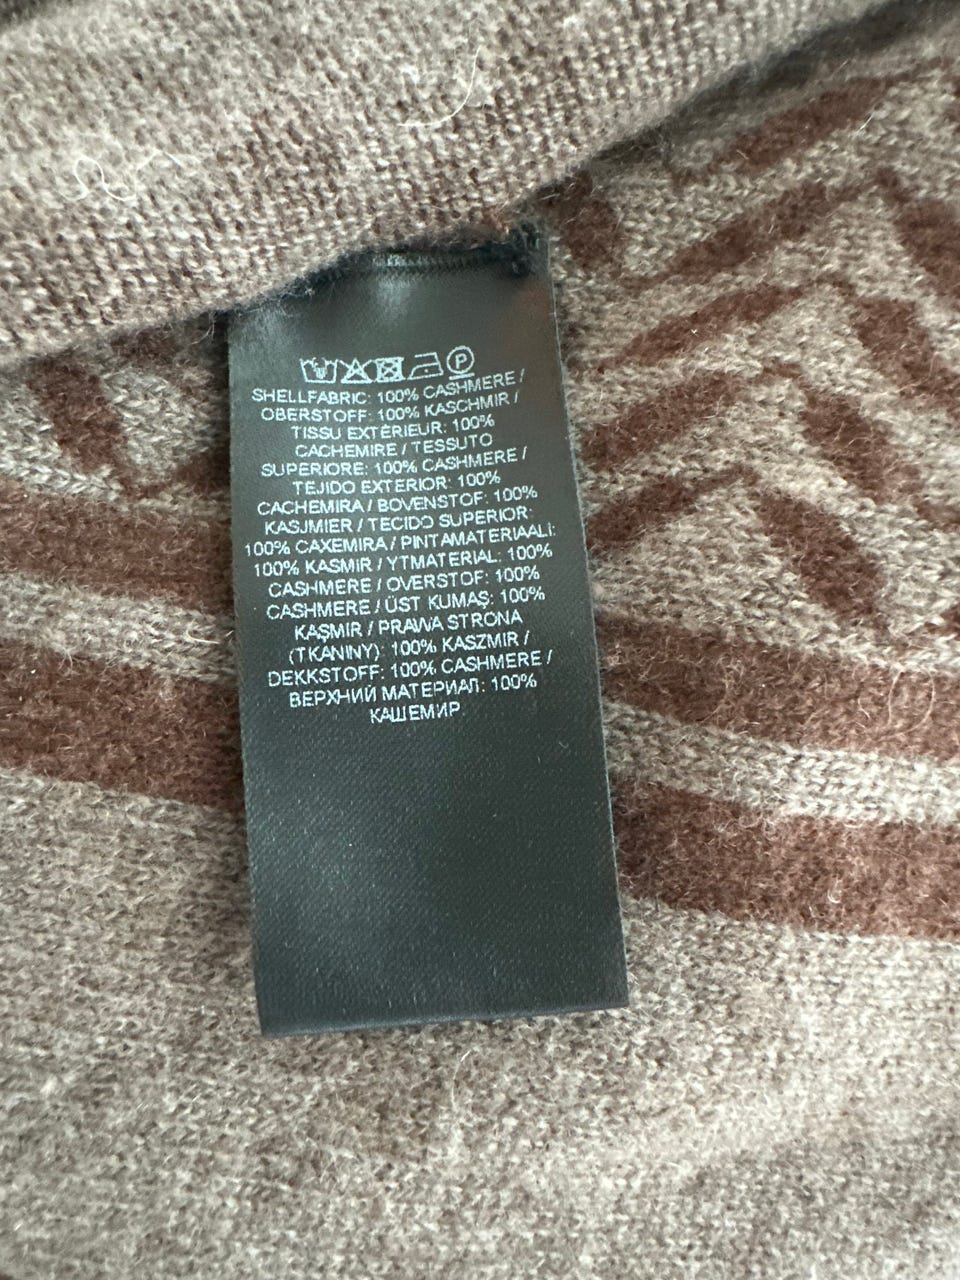 P
SHELLFABRIC: 100% CASHMERE /
OBERSTOFF: 100% KASCHMIR /
TISSU EXTÉRIEUR: 100%
CACHEMIRE / TESSUTO
SUPERIORE: 100% CASHMERE /
TEJIDO EXTERIOR: 100%
CACHEMIRA / BOVENSTOF: 100%
KASJMIER / TECIDO SUPERIOR:
100% CAXEMIRA / PINTAMATERIAALI:
100% KASMIR / YTMATERIAL: 100%
CASHMERE / OVERSTOF: 100%
CASHMERE / ÜST KUMAŞ: 100%
KAŞMIR / PRAWA STRONA
(TKANINY): 100% KASZMIR /
DEKKSTOFF: 100% CASHMERE /
ВЕРХНИЙ МАТЕРИАЛ: 100%
КАШЕМИР